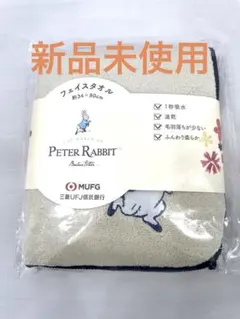 新品未使用
フェイスタオル
約34×80cm
PETER RABBIT
Beatrix Potter
✓1秒吸水
✓速乾
✓毛羽落ちが少ない
✓ふんわり柔らか
MUFG
三菱UFJ信託銀行